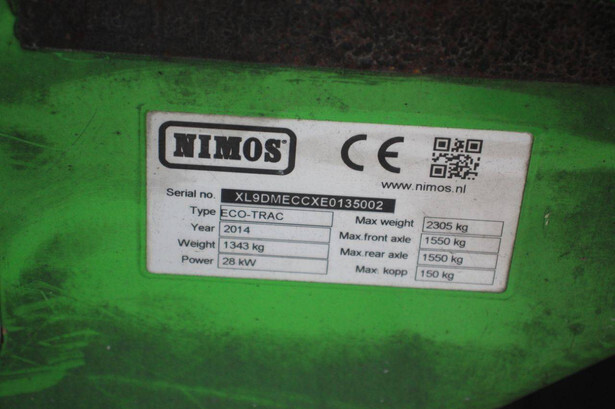 NIMOS
CE
www.nimos.nl
Serial no. XL9DMECCXE0135002
Type ECO-TRAC
Year 2014
Weight 1343 kg
Power 28 kW
Max weight 2305 kg
Max.front axle 1550 kg
Max.rear axle 1550 kg
Max. kopp 150 kg